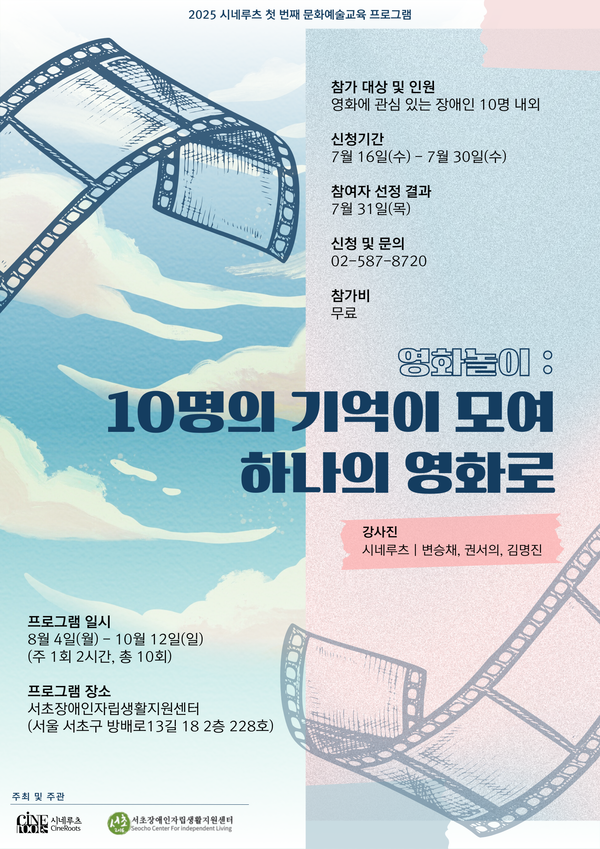 2025 시네루츠 첫 번째 문화예술교육 프로그램
참가 대상 및 인원
영화에 관심 있는 장애인 10명 내외
신청기간
7월 16일(수) - 7월 30일(수)
참여자 선정 결과
7월 31일(목)
신청 및 문의
02-587-8720
참가비
무료
영화놀이 :
10명의 기억이 모여
하나의 영화로
강사진
시네루츠 | 변승채, 권서의, 김명진
프로그램 일시
8월 4일(월) - 10월 12일(일)
(주 1회 2시간, 총 10회)
프로그램 장소
서초장애인자립생활지원센터
(서울 서초구 방배로13길 18 2층 228호)
주최 및 주관
CINE
ROOTS
시네루츠
CineRoots
서초
서초장애인자립생활지원센터
Seocho Center For Independent Living